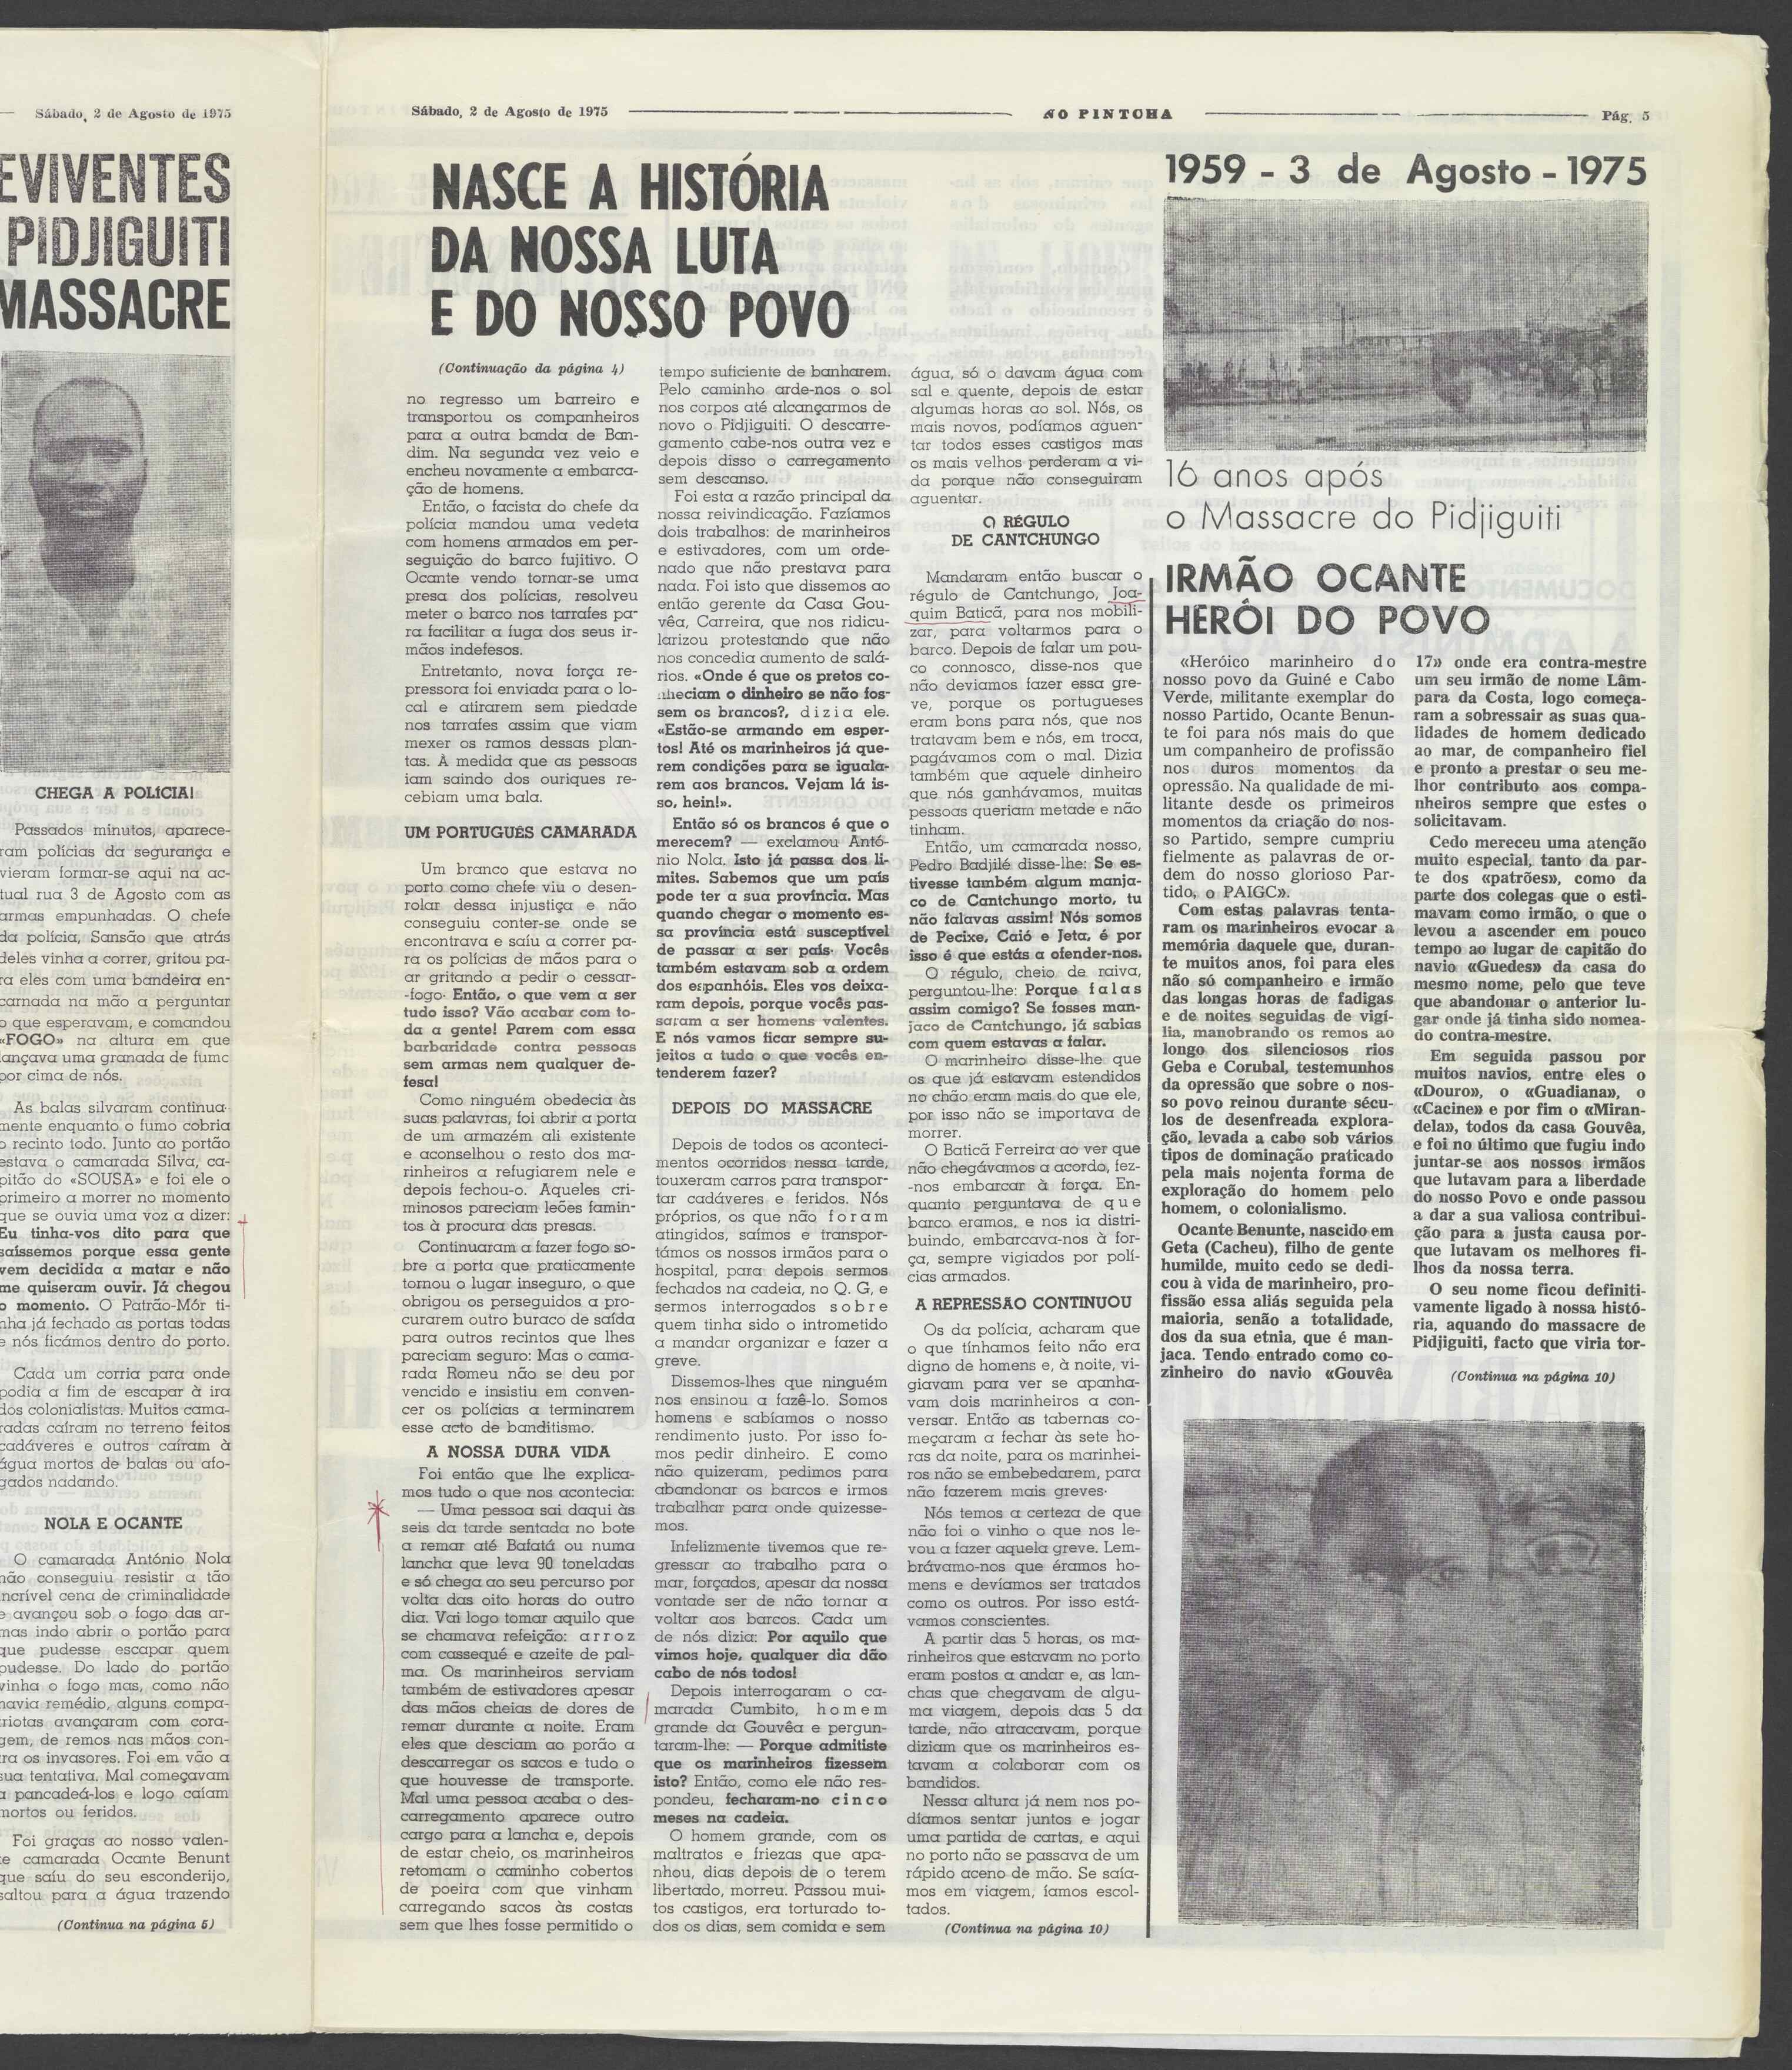 Sábado, 2 de Agosto de 1975
EVIVENTES
PIDJIGUITI
MASSACRE
CHEGA A POLÍCIA!
Passados minutos, aparece-
ram polícias da segurança e
vieram formar-se aqui na ac-
tual rua 3 de Agosto com as
armas empunhadas. O chefe
da polícia, Sansão que atrás
deles vinha a correr, gritou pa-
ra eles com uma bandeira en-
carnada na mão a perguntar
o que esperavam, e comandou
«FOGO» na altura em que
lançava uma granada de fumo
por cima de nós.
As balas silvaram continua-
mente enquanto o fumo cobria
o recinto todo. Junto ao portão
estava o camarada Silva, ca-
pitão do «SOUSA» e foi ele o
primeiro a morrer no momento
que se ouvia uma voz a dizer:
Eu tinha-vos dito para que
saíssemos porque essa gente
vem decidida a matar e não
me quiseram ouvir. Já chegou
o momento. O Patrão-Mór ti-
nha já fechado as portas todas
e nós ficámos dentro do porto.
Cada um corria para onde
podia a fim de escapar à ira
dos colonialistas. Muitos cama-
radas caíram no terreno feitos
cadáveres e outros caíram à
água mortos de balas ou afo-
gados nadando.
NOLA E OCANTE
O camarada António Nola
não conseguiu resistir a tão
incrível cena de criminalidade
e avançou sob o fogo das ar-
mas indo abrir o portão para
que pudesse escapar quem
pudesse. Do lado do portão
vinha o fogo mas, como não
havia remédio, alguns compa-
triotas avançaram com cora-
gem, de remos nas mãos con-
tra os invasores. Foi em vão a
sua tentativa. Mal começavam
a pancadeá-los e logo caíam
mortos ou feridos.
Foi graças ao nosso valen-
te camarada Ocante Benunt
que saíu do seu esconderijo,
saltou para a água trazendo
(Continua na página 5)
Sábado, 2 de Agosto de 1975
NO PINTCHA
Pág. 5
NASCE A HISTÓRIA
DA NOSSA LUTA
E DO NOSSO POVO
(Continuação da página 4)
no regresso um barreiro e
transportou os companheiros
para a outra banda de Ban-
dim. Na segunda vez veio e
encheu novamente a embarca-
ção de homens.
Então, o facista do chefe da
polícia mandou uma vedeta
com homens armados em per-
seguição do barco fujitivo. O
Ocante vendo tornar-se uma
presa dos polícias, resolveu
meter o barco nos tarrafes pa-
ra facilitar a fuga dos seus ir-
mãos indefesos.
Entretanto, nova força re-
pressora foi enviada para o lo-
cal e atirarem sem piedade
nos tarrafes assim que viam
mexer os ramos dessas plan-
tas. À medida que as pessoas
iam saindo dos ouriques re-
cebiam uma bala.
UM PORTUGUÊS CAMARADA
Um branco que estava no
porto como chefe viu o desen-
rolar dessa injustiça e não
conseguiu conter-se onde se
encontrava e saíu a correr pa-
ra os polícias de mãos para o
ar gritando a pedir o cessar-
-fogo. Então, o que vem a ser
tudo isso? Vão acabar com to-
da a gente! Parem com essa
barbaridade contra pessoas
sem armas nem qualquer de-
fesa!
Como ninguém obedecia às
suas palavras, foi abrir a porta
de um armazém ali existente
e aconselhou o resto dos ma-
rinheiros a refugiarem nele e
depois fechou-o. Aqueles cri-
minosos pareciam leões famin-
tos à procura das presas.
Continuaram a fazer fogo so-
bre a porta que praticamente
tornou o lugar inseguro, o que
obrigou os perseguidos a pro-
curarem outro buraco de saída
para outros recintos que lhes
pareciam seguro: Mas o cama-
rada Romeu não se deu por
vencido e insistiu em conven-
cer os polícias a terminarem
esse acto de banditismo.
A NOSSA DURA VIDA
Foi então que lhe explica-
mos tudo o que nos acontecia:
— Uma pessoa sai daqui às
seis da tarde sentada no bote
a remar até Bafatá ou numa
lancha que leva 90 toneladas
e só chega ao seu percurso por
volta das oito horas do outro
dia. Vai logo tomar aquilo que
se chamava refeição: arroz
com cassequé e azeite de pal-
ma. Os marinheiros serviam
também de estivadores apesar
das mãos cheias de dores de
remar durante a noite. Eram
eles que desciam ao porão a
descarregar os sacos e tudo o
que houvesse de transporte.
Mal uma pessoa acaba o des-
carregamento aparece outro
cargo para a lancha e, depois
de estar cheio, os marinheiros
retomam o caminho cobertos
de poeira com que vinham
carregando sacos às costas
sem que lhes fosse permitido o
tempo suficiente de banharem.
Pelo caminho arde-nos o sol
nos corpos até alcançarmos de
novo o Pidjiguiti. O descarre-
gamento cabe-nos outra vez e
depois disso o carregamento
sem descanso.
Foi esta a razão principal da
nossa reivindicação. Fazíamos
dois trabalhos: de marinheiros
e estivadores, com um orde-
nado que não prestava para
nada. Foi isto que dissemos ao
então gerente da Casa Gou-
vêa, Carreira, que nos ridicu-
larizou protestando que não
nos concedia aumento de salá-
rios. «Onde é que os pretos co-
nheciam o dinheiro se não fos-
sem os brancos?, dizia ele.
«Estão-se armando em esper-
tos! Até os marinheiros já que-
rem condições para se iguala-
rem aos brancos. Vejam lá is-
so, hein!».
Então só os brancos é que o
merecem? — exclamou Antó-
nio Nola. Isto já passa dos li-
mites. Sabemos que um país
pode ter a sua província. Mas
quando chegar o momento es-
sa província está susceptível
de passar a ser país. Vocês
também estavam sob a ordem
dos espanhóis. Eles vos deixa-
ram depois, porque vocês pas-
saram a ser homens valentes.
E nós vamos ficar sempre su-
jeitos a tudo o que vocês en-
tenderem fazer?
DEPOIS DO MASSACRE
Depois de todos os aconteci-
mentos ocorridos nessa tarde,
touxeram carros para transpor-
tar cadáveres e feridos. Nós
próprios, os que não foram
atingidos, saímos e transpor-
támos os nossos irmãos para o
hospital, para depois sermos
fechados na cadeia, no Q. G, e
sermos interrogados sobre
quem tinha sido o intrometido
a mandar organizar e fazer a
greve.
Dissemos-lhes que ninguém
nos ensinou a fazê-lo. Somos
homens e sabíamos o nosso
rendimento justo. Por isso fo-
mos pedir dinheiro. E como
não quizeram, pedimos para
abandonar os barcos e irmos
trabalhar para onde quizesse-
mos.
Infelizmente tivemos que re-
gressar ao trabalho para o
mar, forçados, apesar da nossa
vontade ser de não tornar a
voltar aos barcos. Cada um
de nós dizia: Por aquilo que
vimos hoje, qualquer dia dão
cabo de nós todos!
Depois interrogaram o ca-
marada Cumbito, homem
grande da Gouvêa e pergun-
taram-lhe: — Porque admitiste
que os marinheiros fizessem
isto? Então, como ele não res-
pondeu, fecharam-no cinco
meses na cadeia.
O homem grande, com os
maltratos e friezas que apa-
nhou, dias depois de o terem
libertado, morreu. Passou mui-
tos castigos, era torturado to-
dos os dias, sem comida e sem
água, só o davam água com
sal e quente, depois de estar
algumas horas ao sol. Nós, os
mais novos, podíamos aguen-
tar todos esses castigos mas
os mais velhos perderam a vi-
da porque não conseguiram
aguentar.
O RÉGULO
DE CANTCHUNGO
Mandaram então buscar o
régulo de Cantchungo, Joa-
quim Baticã, para nos mobili-
zar, para voltarmos para o
barco. Depois de falar um pou-
co connosco, disse-nos que
não deviamos fazer essa gre-
ve, porque os portugueses
eram bons para nós, que nos
tratavam bem e nós, em troca,
pagávamos com o mal. Dizia
também que aquele dinheiro
que nós ganhávamos, muitas
pessoas queriam metade e não
tinham.
Então, um camarada nosso,
Pedro Badjilé disse-lhe: Se es-
tivesse também algum manja-
co de Cantchungo morto, tu
não falavas assim! Nós somos
de Pecixe, Caió e Jeta, é por
isso é que estás a ofender-nos.
O régulo, cheio de raiva,
perguntou-lhe: Porque falas
assim comigo? Se fosses man-
jaco de Cantchungo, já sabias
com quem estavas a falar.
O marinheiro disse-lhe que
os que já estavam estendidos
no chão eram mais do que ele,
por isso não se importava de
morrer.
O Baticã Ferreira ao ver que
não chegávamos a acordo, fez-
-nos embarcar à força. En-
quanto perguntava de que
barco eramos, e nos ia distri-
buindo, embarcava-nos à for-
ça, sempre vigiados por polí-
cias armados.
A REPRESSÃO CONTINUOU
Os da polícia, acharam que
o que tínhamos feito não era
digno de homens e, à noite, vi-
giavam para ver se apanha-
vam dois marinheiros a con-
versar. Então as tabernas co-
meçaram a fechar às sete ho-
ras da noite, para os marinhei-
ros não se embebedarem, para
não fazerem mais greves.
Nós temos a certeza de que
não foi o vinho o que nos le-
vou a fazer aquela greve. Lem-
brávamo-nos que éramos ho-
mens e devíamos ser tratados
como os outros. Por isso está-
vamos conscientes.
A partir das 5 horas, os ma-
rinheiros que estavam no porto
eram postos a andar e, as lan-
chas que chegavam de algu-
ma viagem, depois das 5 da
tarde, não atracavam, porque
diziam que os marinheiros es-
tavam a colaborar com os
bandidos.
Nessa altura já nem nos po-
díamos sentar juntos e jogar
uma partida de cartas, e aqui
no porto não se passava de um
rápido aceno de mão. Se saía-
mos em viagem, íamos escol-
tados.
(Continua na página 10)
1959 - 3 de Agosto - 1975
16 anos após
o Massacre do Pidjiguiti
IRMÃO OCANTE
HERÓI DO POVO
«Heróico marinheiro do
nosso povo da Guiné e Cabo
Verde, militante exemplar do
nosso Partido, Ocante Benun-
te foi para nós mais do que
um companheiro de profissão
nos duros momentos da
opressão. Na qualidade de mi-
litante desde os primeiros
momentos da criação do nos-
so Partido, sempre cumpriu
fielmente as palavras de or-
dem do nosso glorioso Par-
tido, o PAIGC».
Com estas palavras tenta-
ram os marinheiros evocar a
memória daquele que, duran-
te muitos anos, foi para eles
não só companheiro e irmão
das longas horas de fadigas
e de noites seguidas de vigí-
lia, manobrando os remos ao
longo dos silenciosos rios
Geba e Corubal, testemunhos
da opressão que sobre o nos-
so povo reinou durante sécu-
los de desenfreada explora-
ção, levada a cabo sob vários
tipos de dominação praticado
pela mais nojenta forma de
exploração do homem pelo
homem, o colonialismo.
Ocante Benunte, nascido em
Geta (Cacheu), filho de gente
humilde, muito cedo se dedi-
cou à vida de marinheiro, pro-
fissão essa aliás seguida pela
maioria, senão a totalidade,
dos da sua etnia, que é man-
jaca. Tendo entrado como co-
zinheiro do navio «Gouvêa
17» onde era contra-mestre
um seu irmão de nome Lâm-
para da Costa, logo começa-
ram a sobressair as suas qua-
lidades de homem dedicado
ao mar, de companheiro fiel
e pronto a prestar o seu me-
lhor contributo aos compa-
nheiros sempre que estes o
solicitavam.
Cedo mereceu uma atenção
muito especial, tanto da par-
te dos «patrões», como da
parte dos colegas que o esti-
mavam como irmão, o que o
levou a ascender em pouco
tempo ao lugar de capitão do
navio «Guedes» da casa do
mesmo nome, pelo que teve
que abandonar o anterior lu-
gar onde já tinha sido nomea-
do contra-mestre.
Em seguida passou por
muitos navios, entre eles o
«Douro», o «Guadiana», o
«Cacine» e por fim o «Miran-
dela», todos da casa Gouvêa,
e foi no último que fugiu indo
juntar-se aos nossos irmãos
que lutavam para a liberdade
do nosso Povo e onde passou
a dar a sua valiosa contribui-
ção para a justa causa por-
que lutavam os melhores fi-
lhos da nossa terra.
O seu nome ficou definiti-
vamente ligado à nossa histó-
ria, aquando do massacre de
Pidjiguiti, facto que viria tor-
(Continua na página 10)